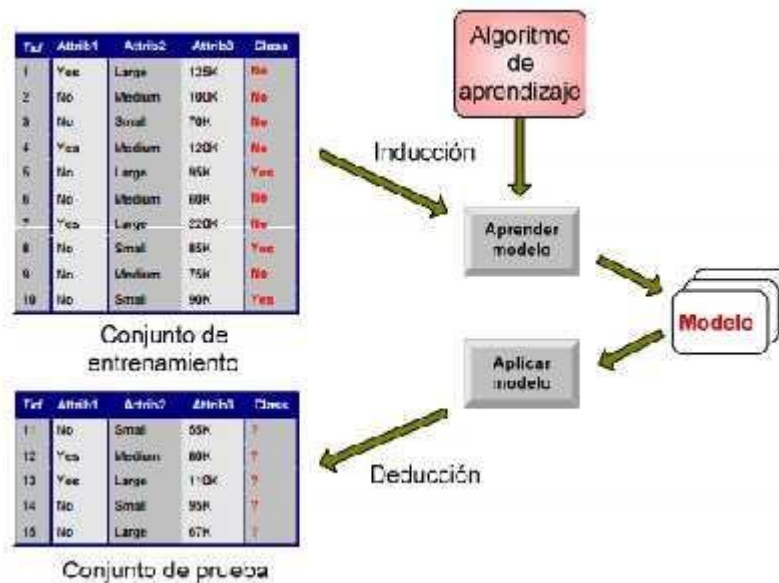 Tid Attrib1 Attrib2 Attrib3 Class
1 Yes Large 125K No
2 No Medium 100K No
3 No Small 70K No
4 Yes Medium 120K No
5 No Large 95K Yes
6 No Medium 60K No
7 Yes Large 220K No
8 No Small 85K Yes
9 No Medium 75K No
10 No Small 90K Yes
Conjunto de
entrenamiento
Algoritmo
de
aprendizaje
Inducción
Aprender
modelo
Modelo
Aplicar
modelo
Deducción
Tid Attrib1 Attrib2 Attrib3 Class
11 No Small 55K ?
12 Yes Medium 80K ?
13 Yes Large 110K ?
14 No Small 95K ?
15 No Large 67K ?
Conjunto de prueba